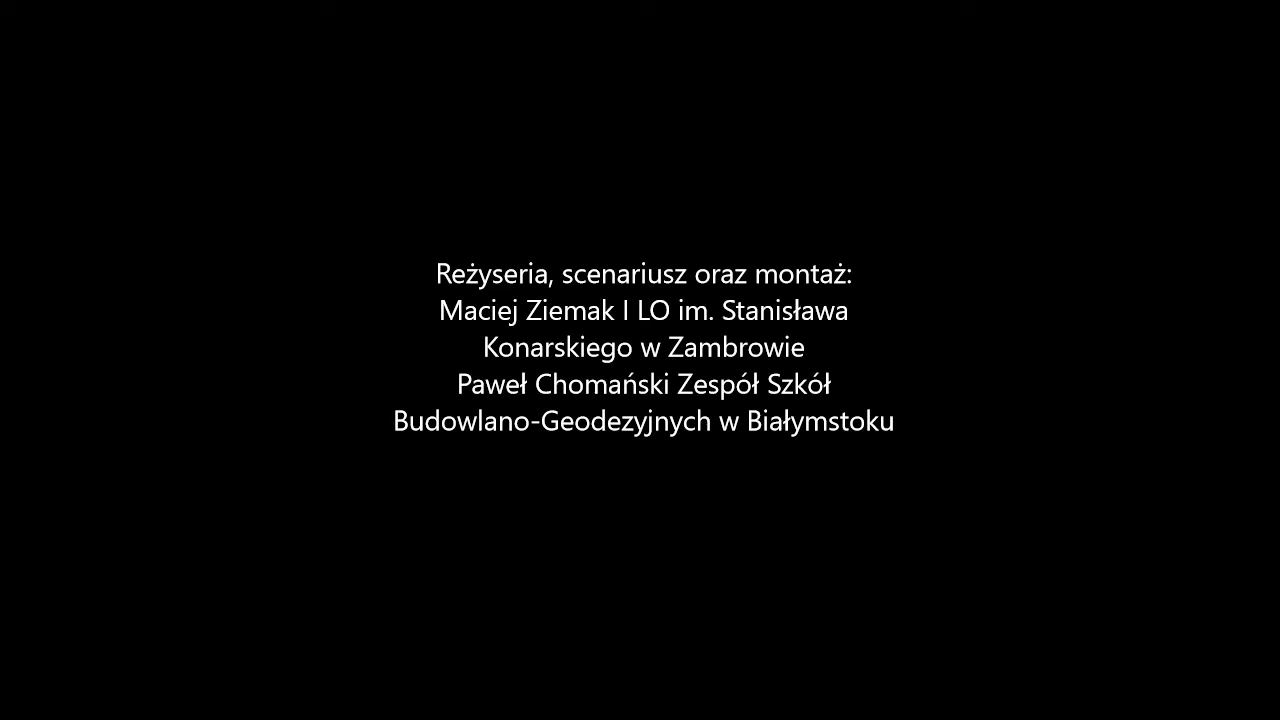 Reżyseria, scenariusz oraz montaż:
Maciej Ziemak I LO im. Stanisława
Konarskiego w Zambrowie
Paweł Chomański Zespół Szkół
Budowlano-Geodezyjnych w Białymstoku